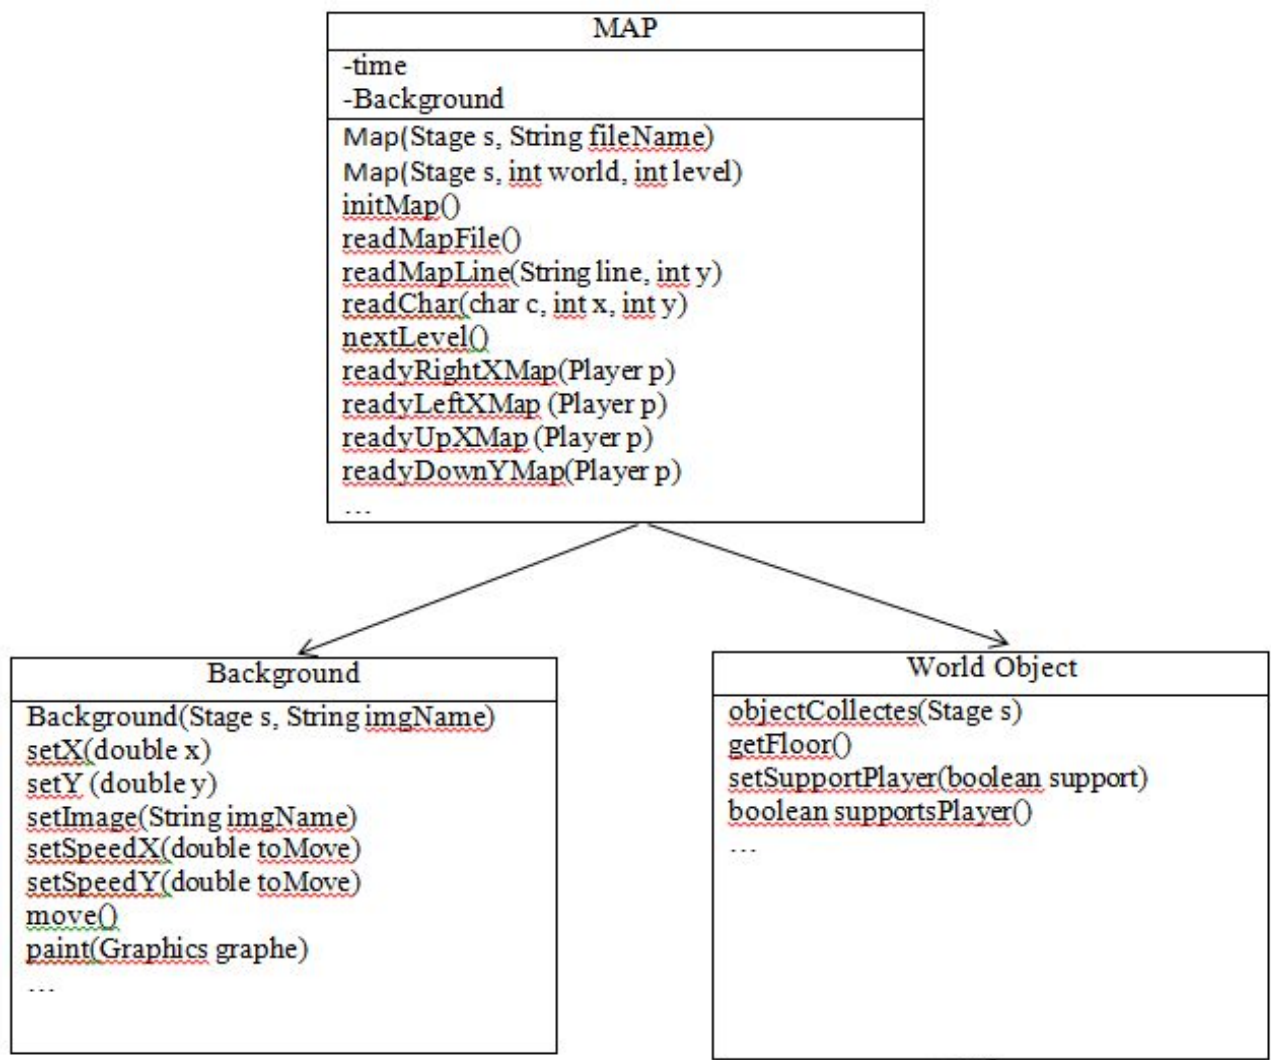 MAP
-time
-Background
Map(Stage s, String fileName)
Map(Stage s, int world, int level)
initMap()
readMapFile()
readMapLine(String line, int y)
readChar(char c, int x, int y)
nextLevel()
readyRightXMap(Player p)
readyLeftXMap (Player p)
readyUpXMap (Player p)
readyDownYMap(Player p)
...
Background
Background(Stage s, String imgName)
setX(double x)
setY (double y)
setImage(String imgName)
setSpeedX(double toMove)
setSpeedY(double toMove)
move()
paint(Graphics graphe)
...
World Object
objectCollectes(Stage s)
getFloor()
setSupportPlayer(boolean support)
boolean supportsPlayer()
...